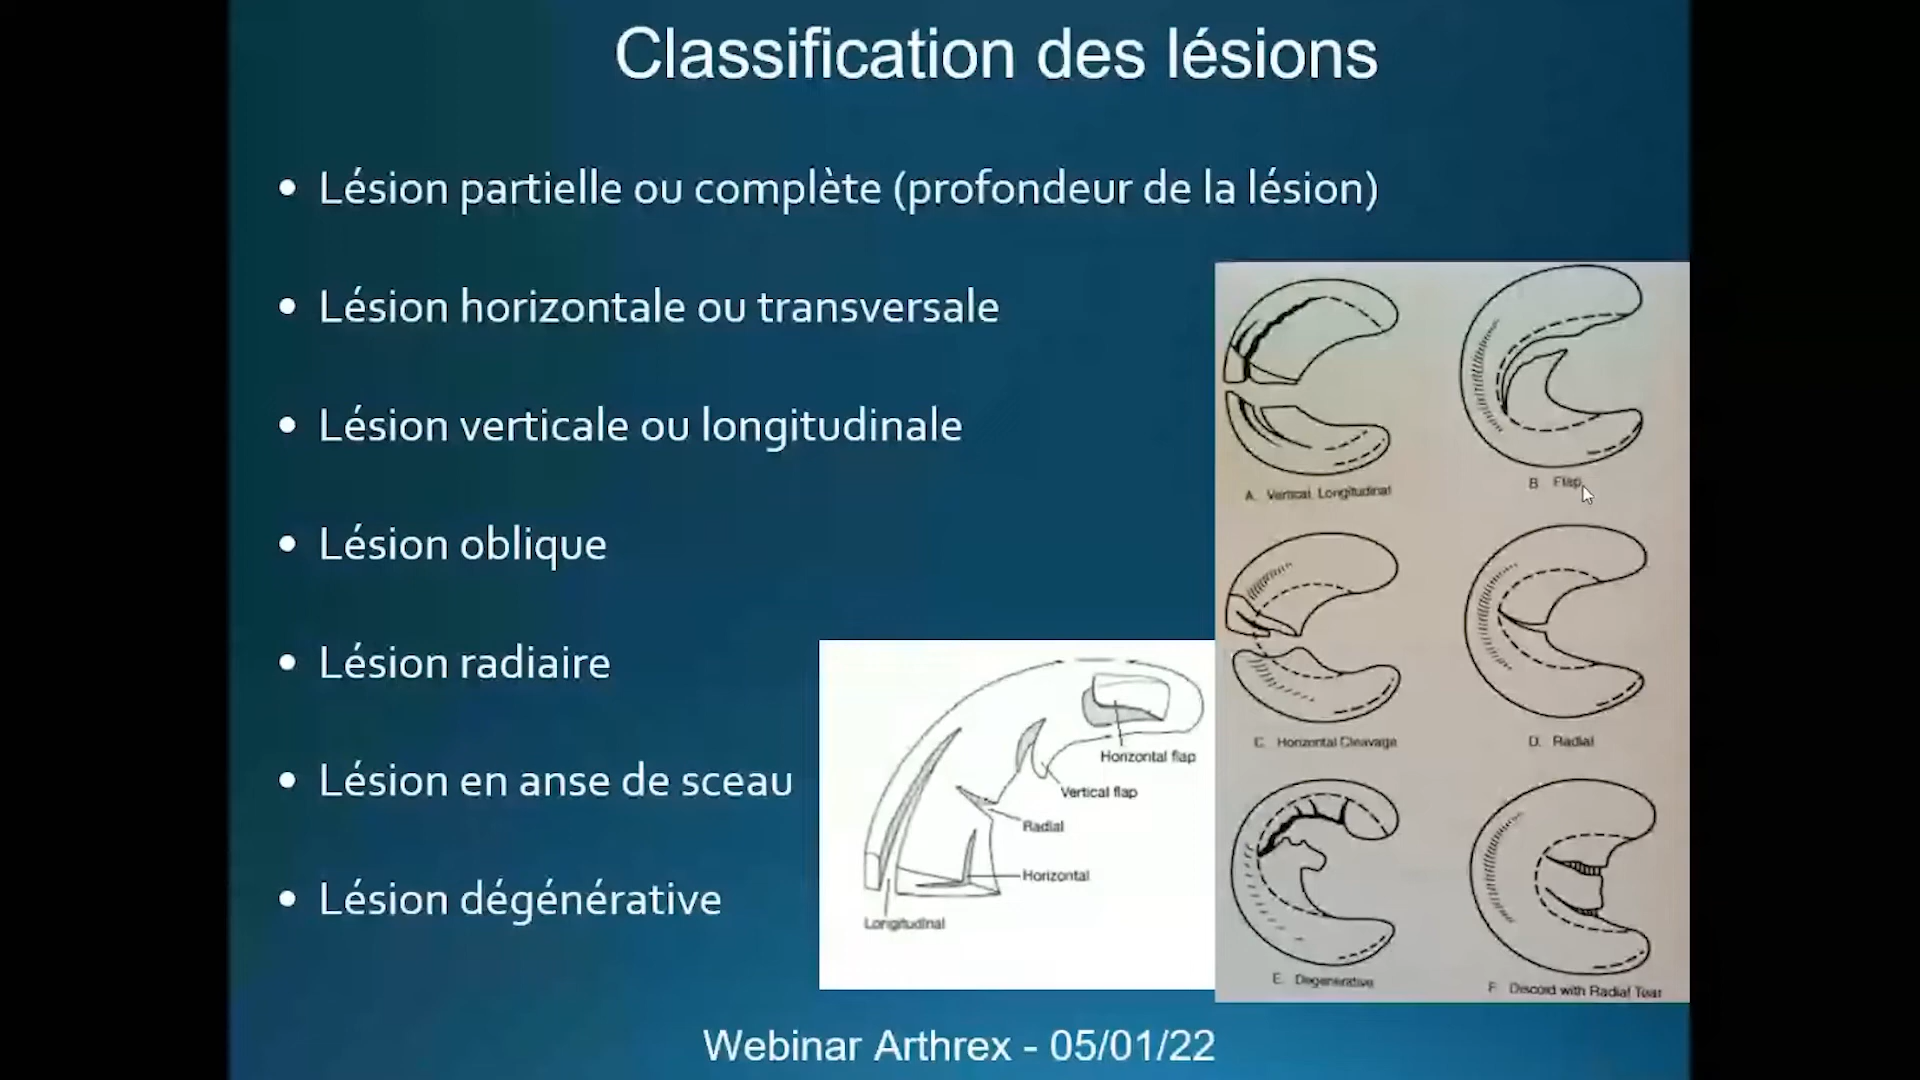 Classification des lésions
• Lésion partielle ou complète (profondeur de la lésion)
• Lésion horizontale ou transversale
• Lésion verticale ou longitudinale
• Lésion oblique
• Lésion radiaire
• Lésion en anse de sceau
• Lésion dégénérative
Horizontal flap
Vertical flap
Radial
Horizontal
Longitudinal
A. Vertical Longitudinal
B. Flap
C. Horizontal Cleavage
D. Radial
E. Degenerative
F. Discoid with Radial Tear
Webinar Arthrex - 05/01/22